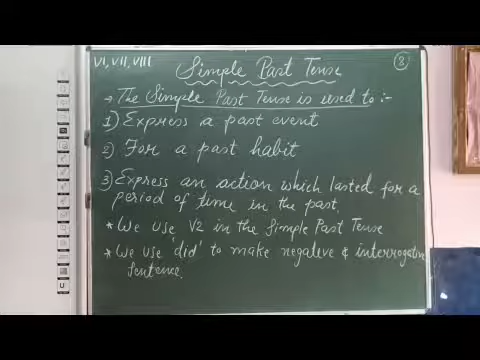 VI, VII, VIII
Simple Past Tense
8
→ The Simple Past Tense is used to :-
1) Express a past event
2) For a past habit
3) Express an action which lasted for a
period of time in the past.
* We use V2 in the Simple Past Tense
* We use 'did' to make negative & interrogative
Sentence.
U